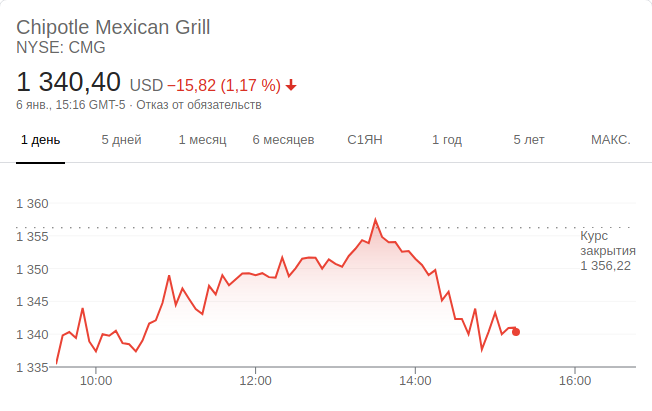 Chipotle Mexican Grill
NYSE: CMG
1 340,40 USD −15,82 (1,17 %)
6 янв., 15:16 GMT-5 · Отказ от обязательств
1 день 5 дней 1 месяц 6 месяцев С1ЯН 1 год 5 лет МАКС.
1 360
1 355
Курс
закрытия
1 356,22
1 350
1 345
1 340
1 335
10:00 12:00 14:00 16:00